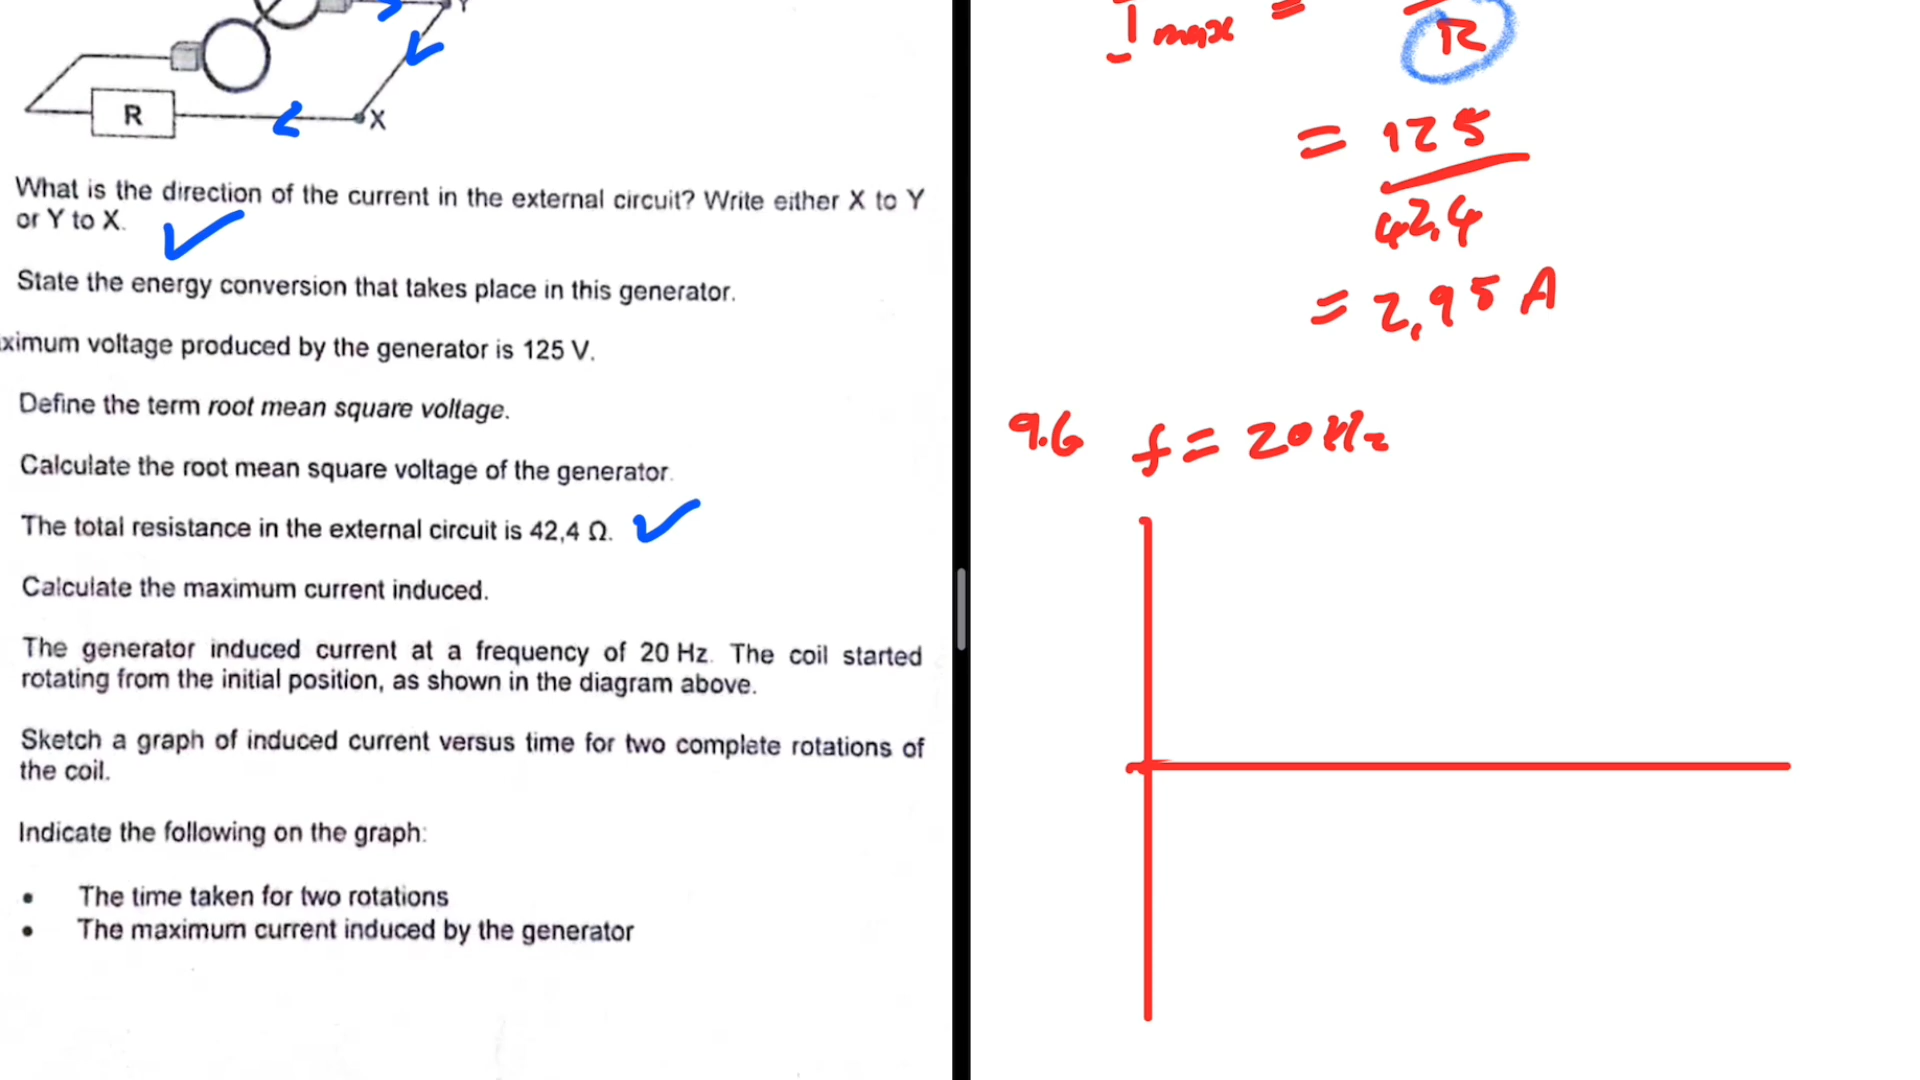 Y
R
X
What is the direction of the current in the external circuit? Write either X to Y
or Y to X.
State the energy conversion that takes place in this generator.
ximum voltage produced by the generator is 125 V.
Define the term root mean square voltage.
Calculate the root mean square voltage of the generator.
The total resistance in the external circuit is 42,4 Ω.
Calculate the maximum current induced.
The generator induced current at a frequency of 20 Hz. The coil started
rotating from the initial position, as shown in the diagram above.
Sketch a graph of induced current versus time for two complete rotations of
the coil.
Indicate the following on the graph:
• The time taken for two rotations
• The maximum current induced by the generator
I max =
R
= 125
42,4
= 2,95 A
9.6 f = 20 Hz